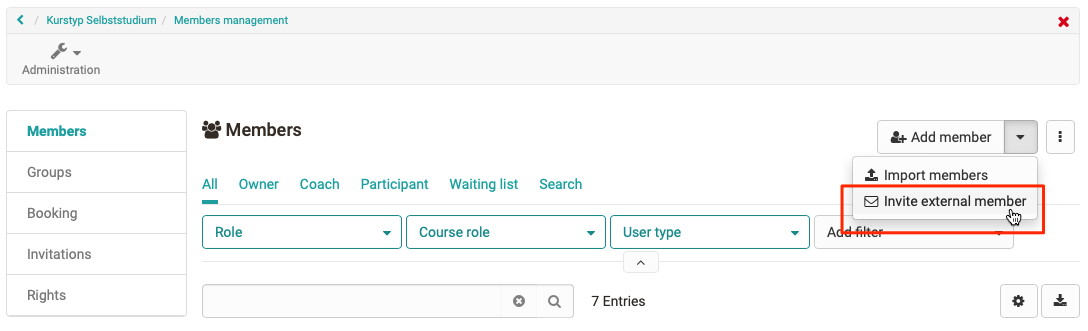 / Kurstyp Selbststudium / Members management
Administration
Members
Groups
Booking
Invitations
Rights
Members
Add member
Import members
Invite external member
All Owner Coach Participant Waiting list Search
Role Course role User type Add filter
7 Entries